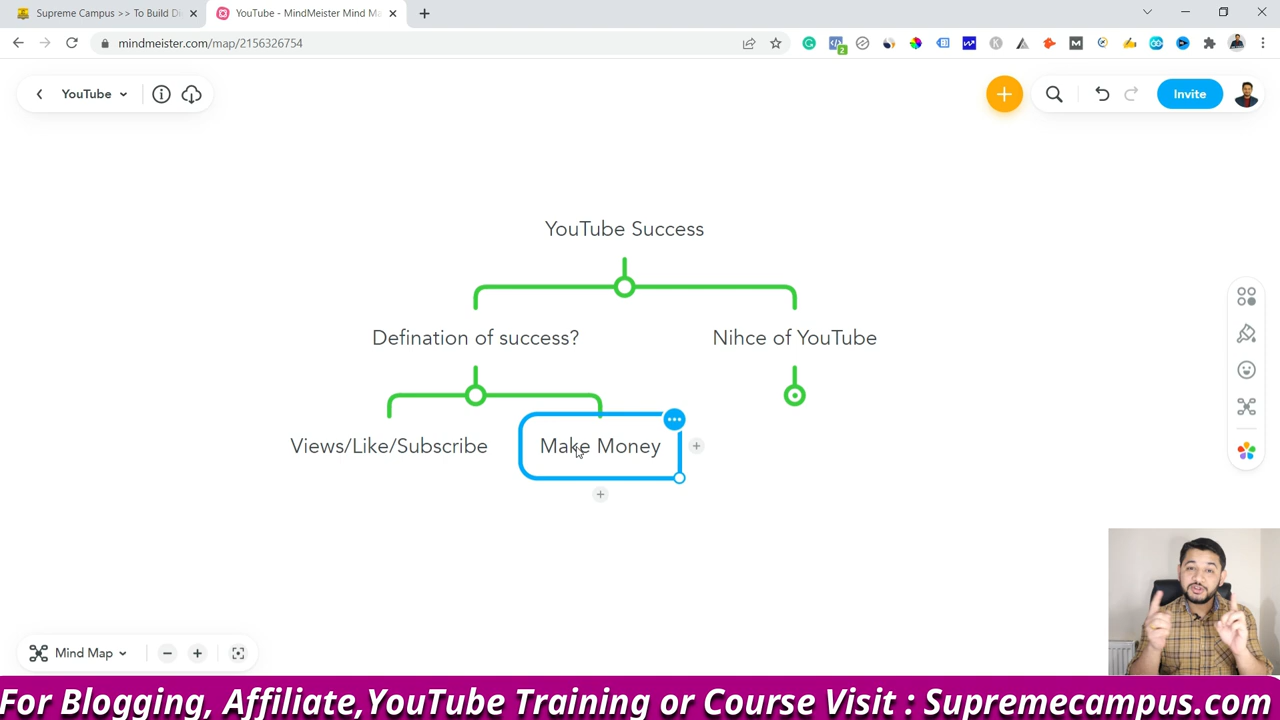 Supreme Campus >> To Build Di
YouTube - MindMeister Mind Ma
mindmeister.com/map/2156326754
YouTube
Invite
YouTube Success
Defination of success?
Nihce of YouTube
Views/Like/Subscribe
Make Money
Mind Map
For Blogging, Affiliate,YouTube Training or Course Visit : Supremecampus.com